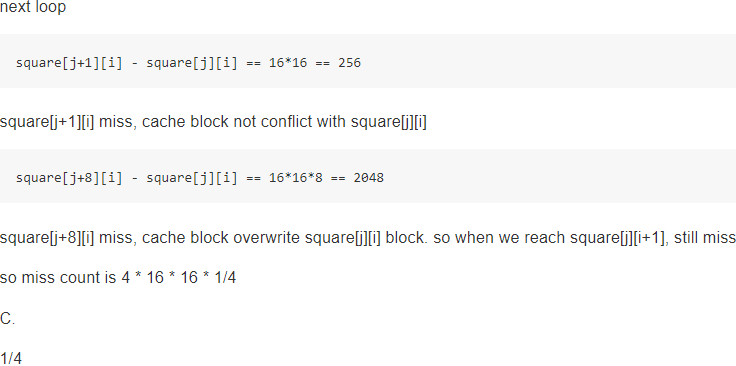 next loop
square[j+1][i] - square[j][i] == 16*16 == 256
square[j+1][i] miss, cache block not conflict with square[j][i]
square[j+8][i] - square[j][i] == 16*16*8 == 2048
square[j+8][i] miss, cache block overwrite square[j][i] block. so when we reach square[j][i+1], still miss
so miss count is 4 * 16 * 16 * 1/4
C.
1/4